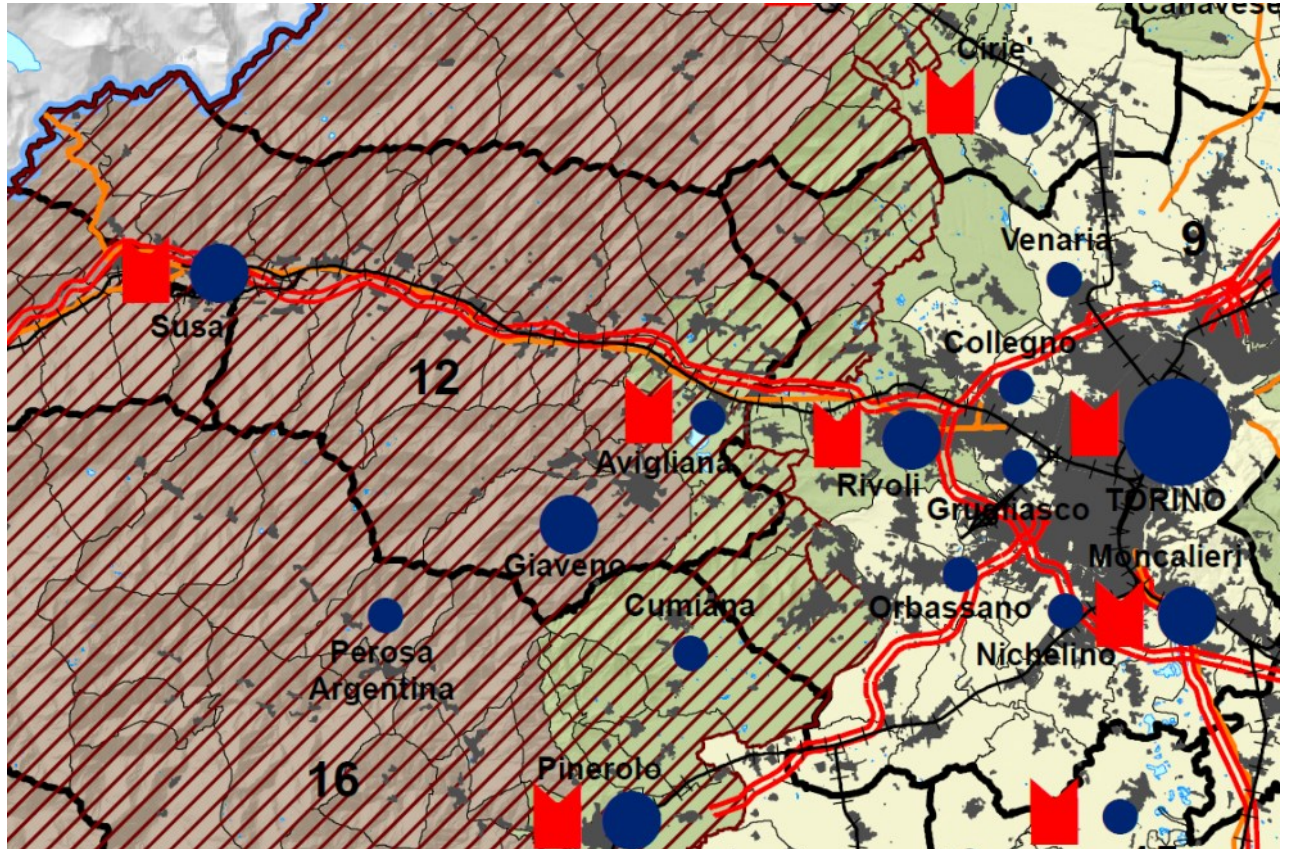 Cirie'
Venaria
9
Susa
Collegno
12
Avigliana
Rivoli
Grugliasco
TORINO
Giaveno
Moncalieri
Cumiana
Orbassano
Perosa
Argentina
Nichelino
Pinerolo
16